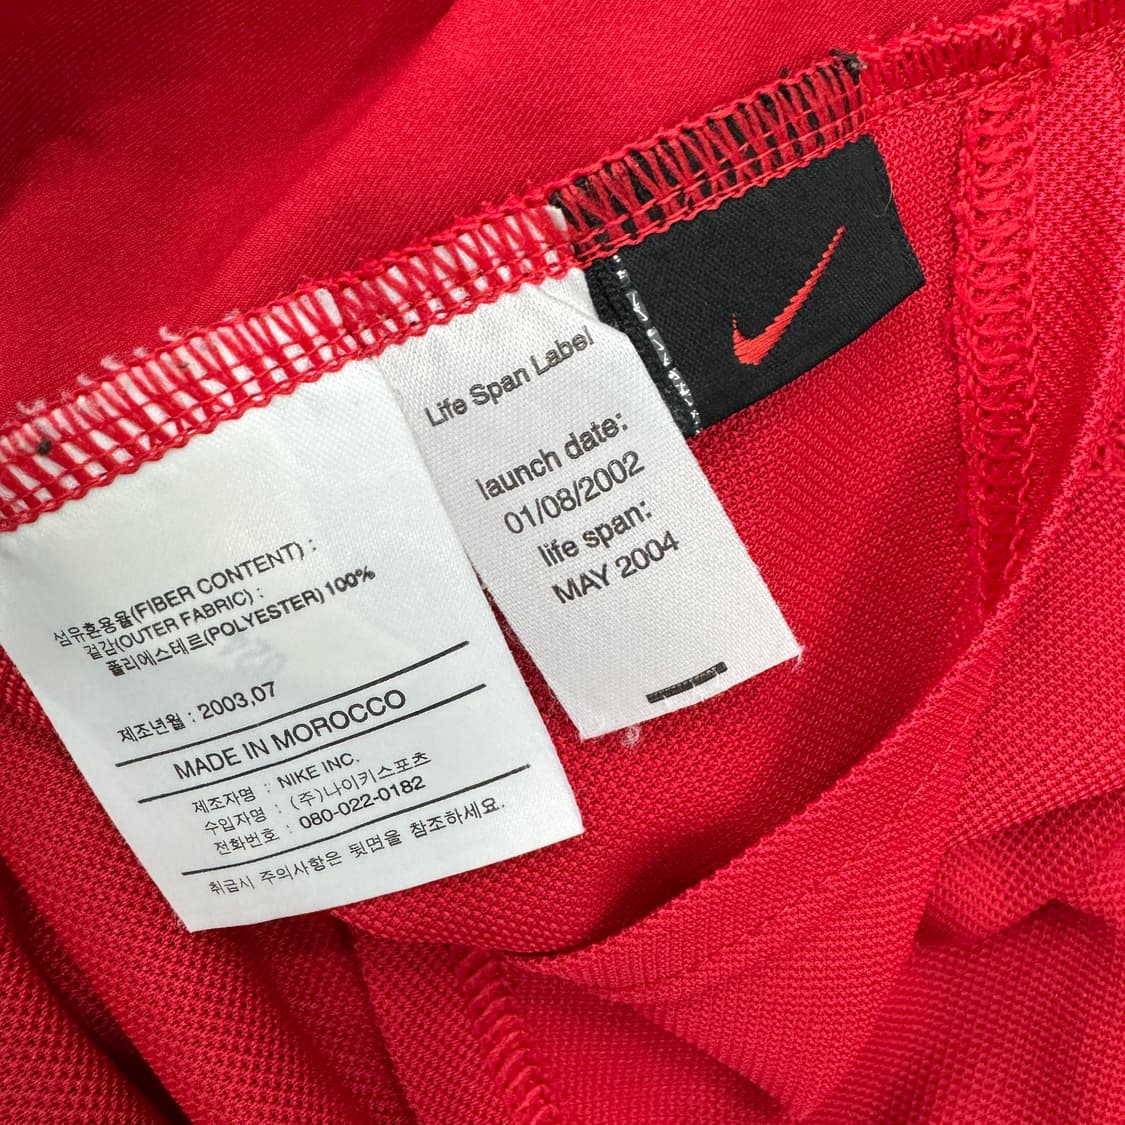 Life Span Label
launch date:
01/08/2002
life span:
MAY 2004
섬유혼용율(FIBER CONTENT) :
겉감(OUTER FABRIC) :
폴리에스테르(POLYESTER) 100%
제조년월 : 2003,07
MADE IN MOROCCO
제조자명 : NIKE INC.
수입자명 : (주)나이키스포츠
전화번호 : 080-022-0182
취급시 주의사항은 뒷면을 참조하세요.